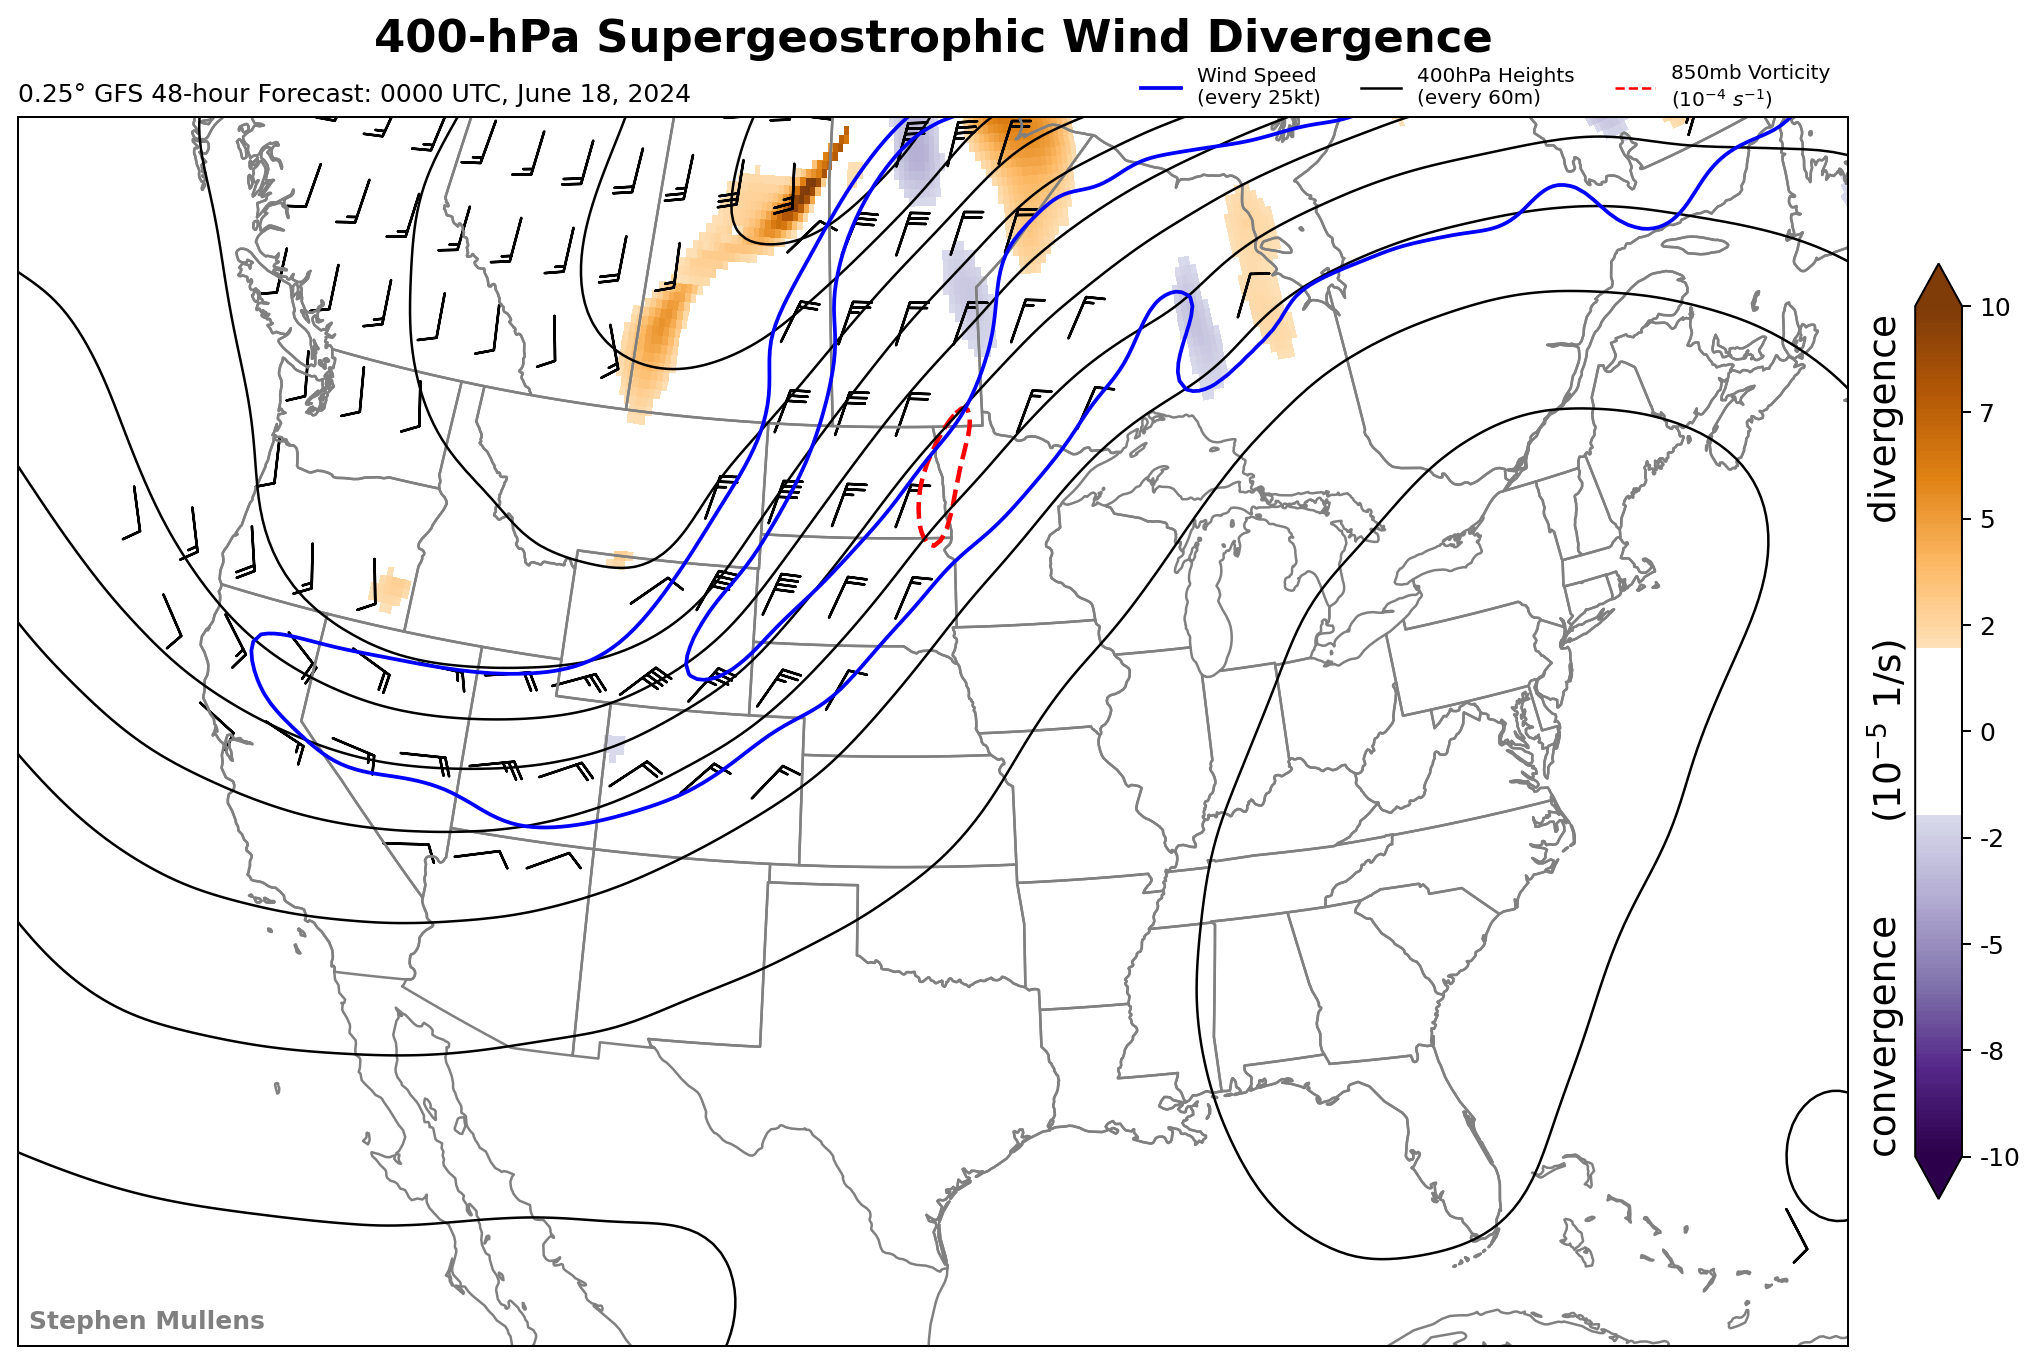 400-hPa Supergeostrophic Wind Divergence
0.25° GFS 48-hour Forecast: 0000 UTC, June 18, 2024
Wind Speed
(every 25kt)
400hPa Heights
(every 60m)
850mb Vorticity
(10⁻⁴ s⁻¹)
10
7
5
2
0
-2
-5
-8
-10
convergence (10⁻⁵ 1/s) divergence
Stephen Mullens